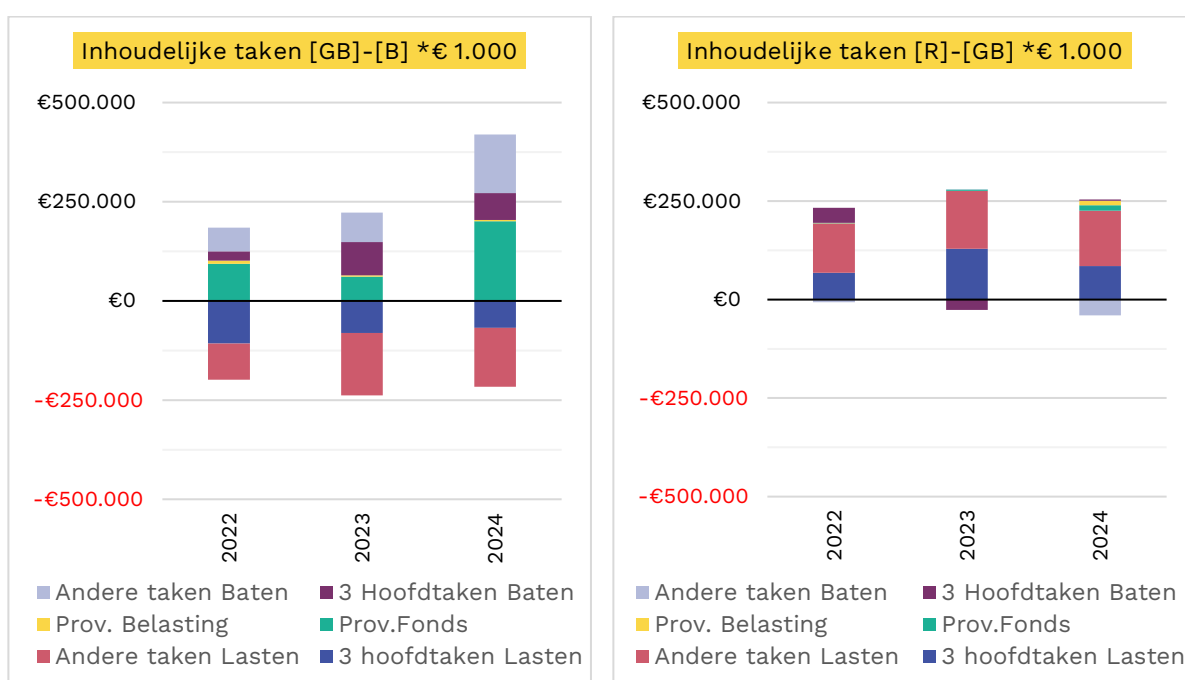 Inhoudelijke taken [GB]-[B] *€ 1.000
€500.000
€250.000
€0
-€250.000
-€500.000
2022
2023
2024
Andere taken Baten
3 Hoofdtaken Baten
Prov. Belasting
Prov.Fonds
Andere taken Lasten
3 hoofdtaken Lasten
Inhoudelijke taken [R]-[GB] *€ 1.000
€500.000
€250.000
€0
-€250.000
-€500.000
2022
2023
2024
Andere taken Baten
3 Hoofdtaken Baten
Prov. Belasting
Prov.Fonds
Andere taken Lasten
3 hoofdtaken Lasten